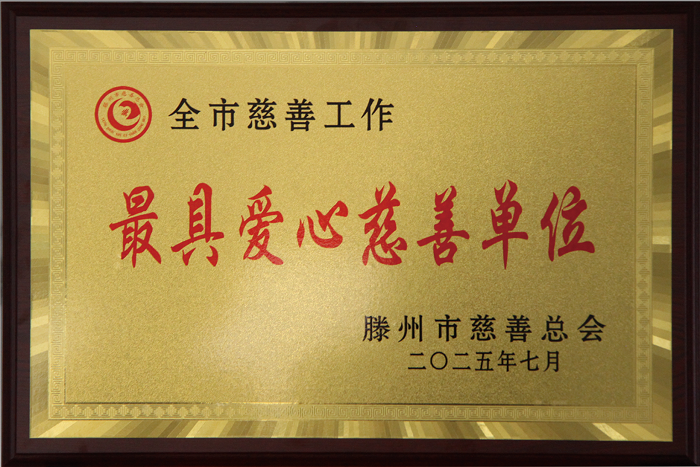 全市慈善工作
最具爱心慈善单位
滕州市慈善总会
二〇二五年七月